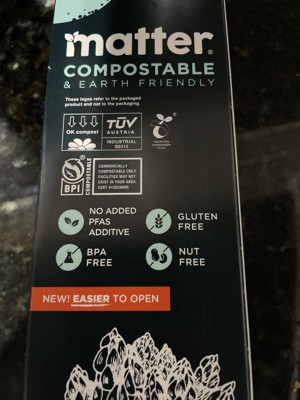 matter®
COMPOSTABLE
& EARTH FRIENDLY
These logos refer to the packaged
product and not to the packaging.
OK compost
TÜV
AUSTRIA
INDUSTRIAL
BPI®
COMPOSTABLE
COMMERCIALLY
COMPOSTABLE ONLY.
FACILITIES MAY NOT
EXIST IN YOUR AREA.
NO ADDED
PFAS
ADDITIVE
GLUTEN
FREE
BPA
FREE
NUT
FREE
NEW! EASIER TO OPEN